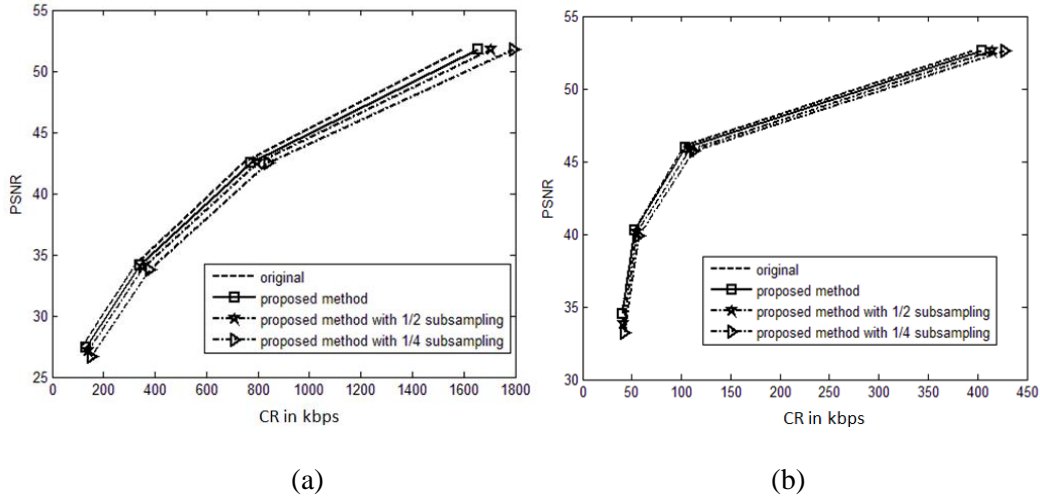 55
50
45
40
35
30
25
PSNR
0 200 400 600 800 1000 1200 1400 1600 1800
CR in kbps
original
proposed method
proposed method with 1/2 subsampling
proposed method with 1/4 subsampling
(a)
55
50
45
40
35
30
PSNR
0 50 100 150 200 250 300 350 400 450
CR in kbps
original
proposed method
proposed method with 1/2 subsampling
proposed method with 1/4 subsampling
(b)